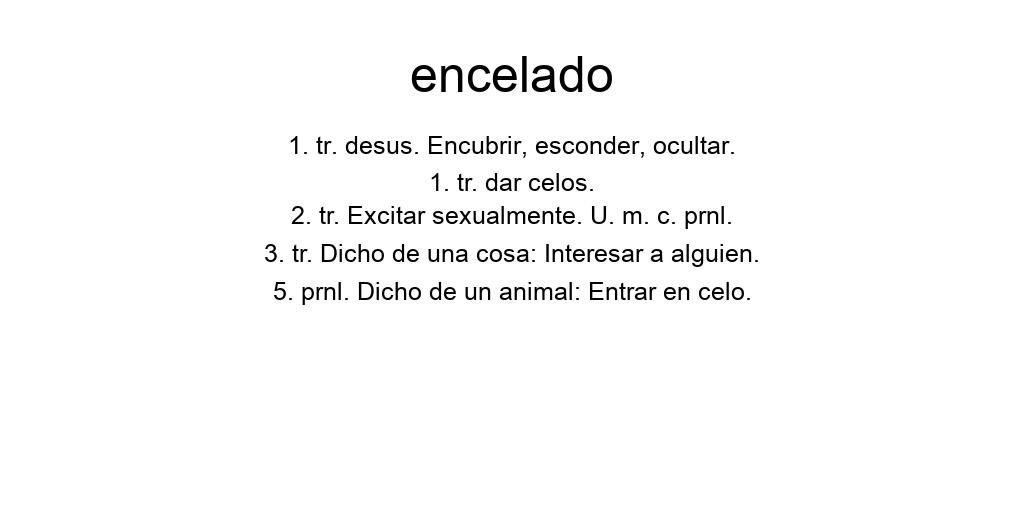 encelado
1. tr. desus. Encubrir, esconder, ocultar.
1. tr. dar celos.
2. tr. Excitar sexualmente. U. m. c. prnl.
3. tr. Dicho de una cosa: Interesar a alguien.
5. prnl. Dicho de un animal: Entrar en celo.